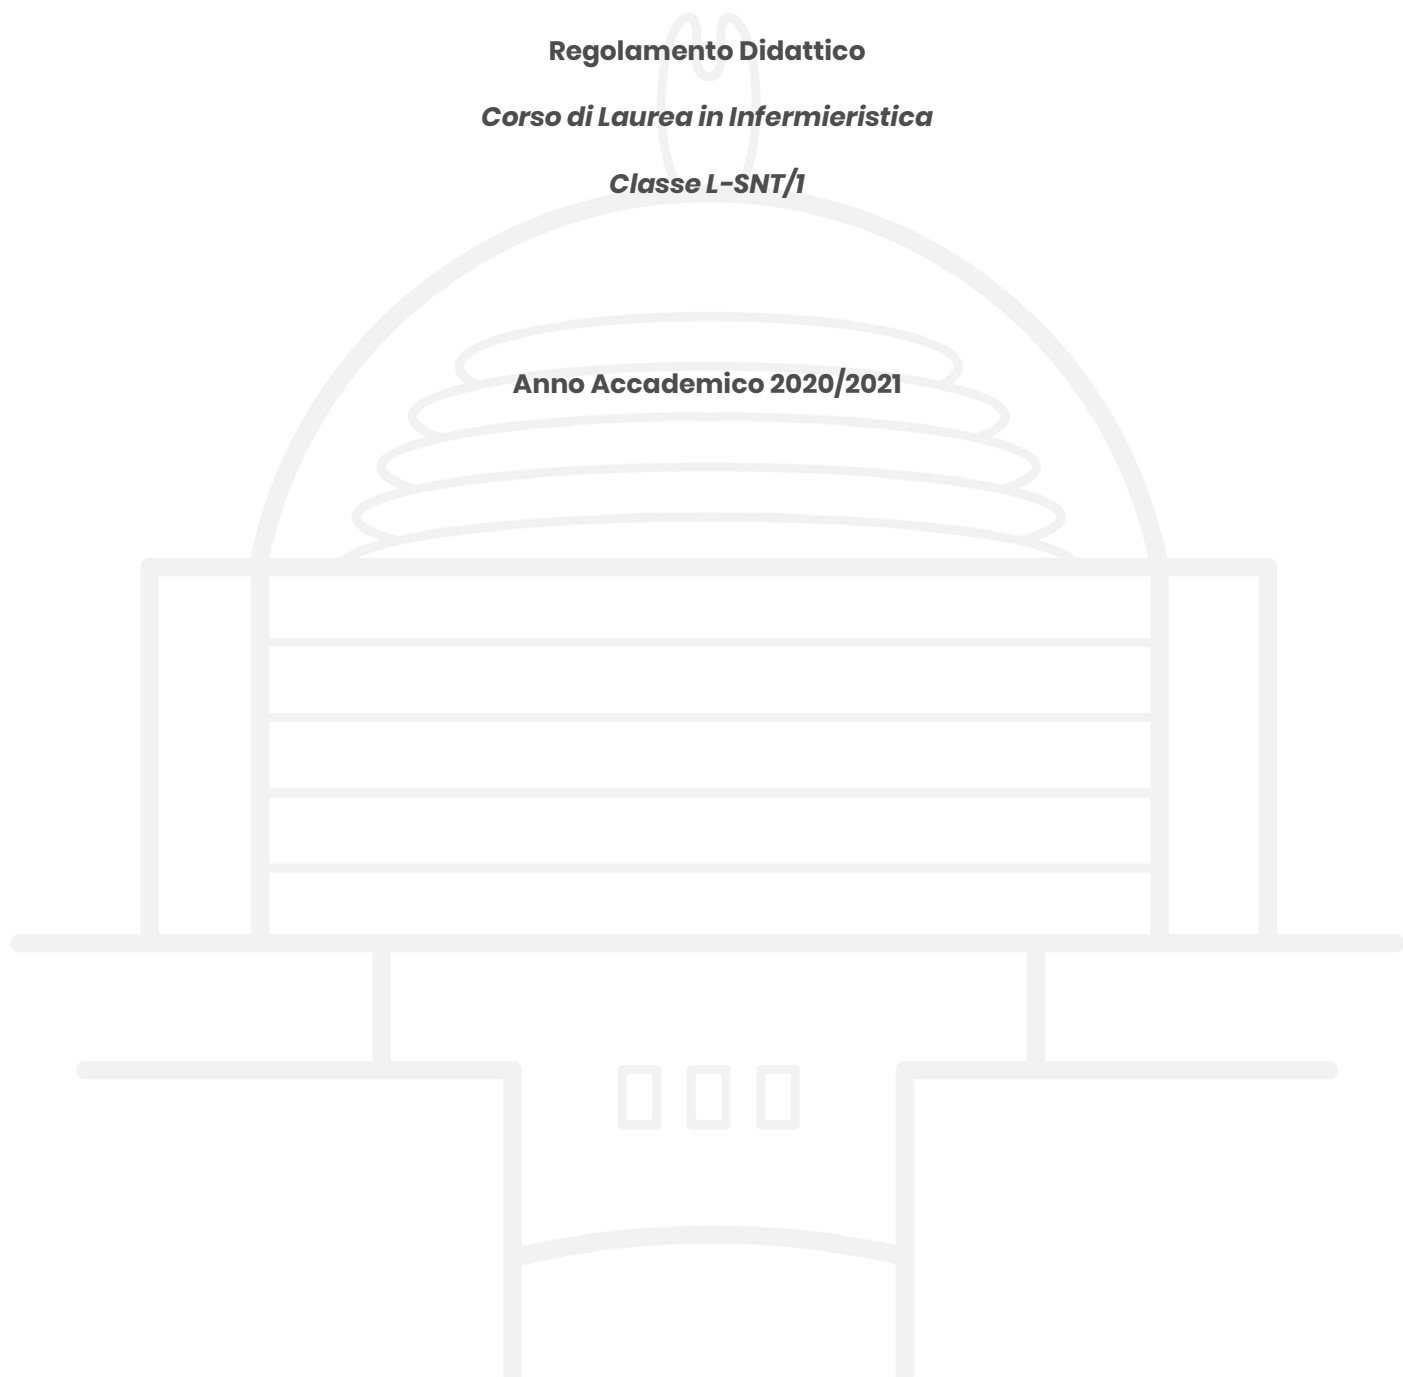 Regolamento Didattico
Corso di Laurea in Infermieristica
Classe L-SNT/1
Anno Accademico 2020/2021